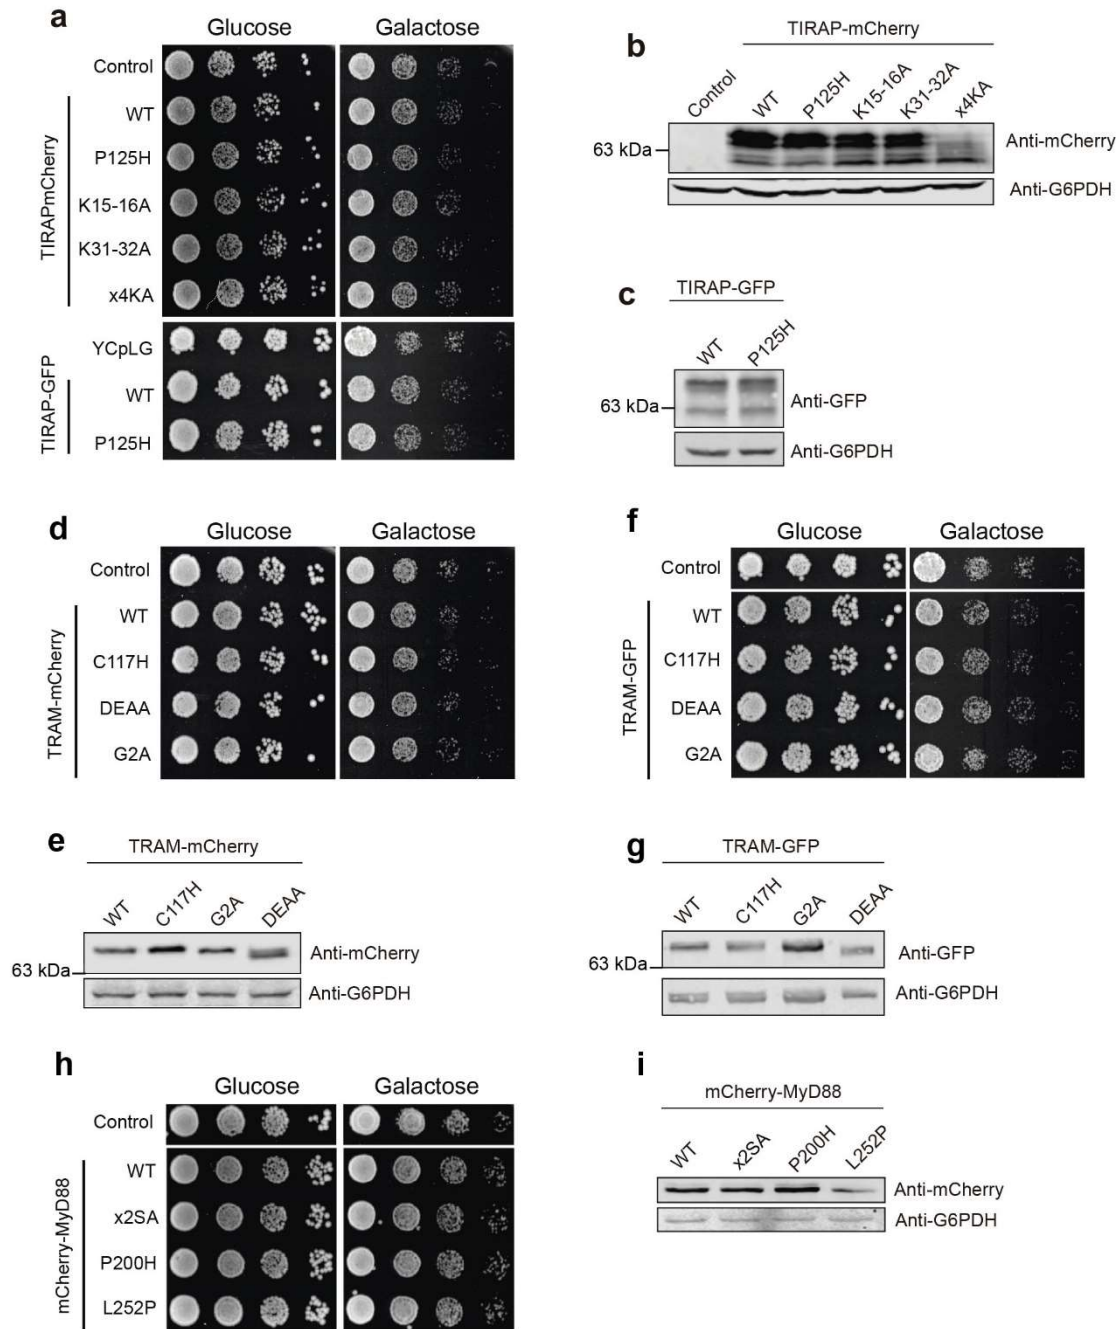 a
Glucose Galactose
Control
WT
P125H
K15-16A
K31-32A
x4KA
TIRAPmCherry
YCpLG
WT
P125H
TIRAP-GFP
b
TIRAP-mCherry
Control WT P125H K15-16A K31-32A x4KA
63 kDa Anti-mCherry
Anti-G6PDH
c
TIRAP-GFP
WT P125H
63 kDa Anti-GFP
Anti-G6PDH
d
Glucose Galactose
Control
WT
C117H
DEAA
G2A
TRAM-mCherry
f
Glucose Galactose
Control
WT
C117H
DEAA
G2A
TRAM-GFP
e
TRAM-mCherry
WT C117H G2A DEAA
Anti-mCherry
63 kDa
Anti-G6PDH
g
TRAM-GFP
WT C117H G2A DEAA
Anti-GFP
63 kDa
Anti-G6PDH
h
Glucose Galactose
Control
WT
x2SA
P200H
L252P
mCherry-MyD88
i
mCherry-MyD88
WT x2SA P200H L252P
Anti-mCherry
Anti-G6PDH